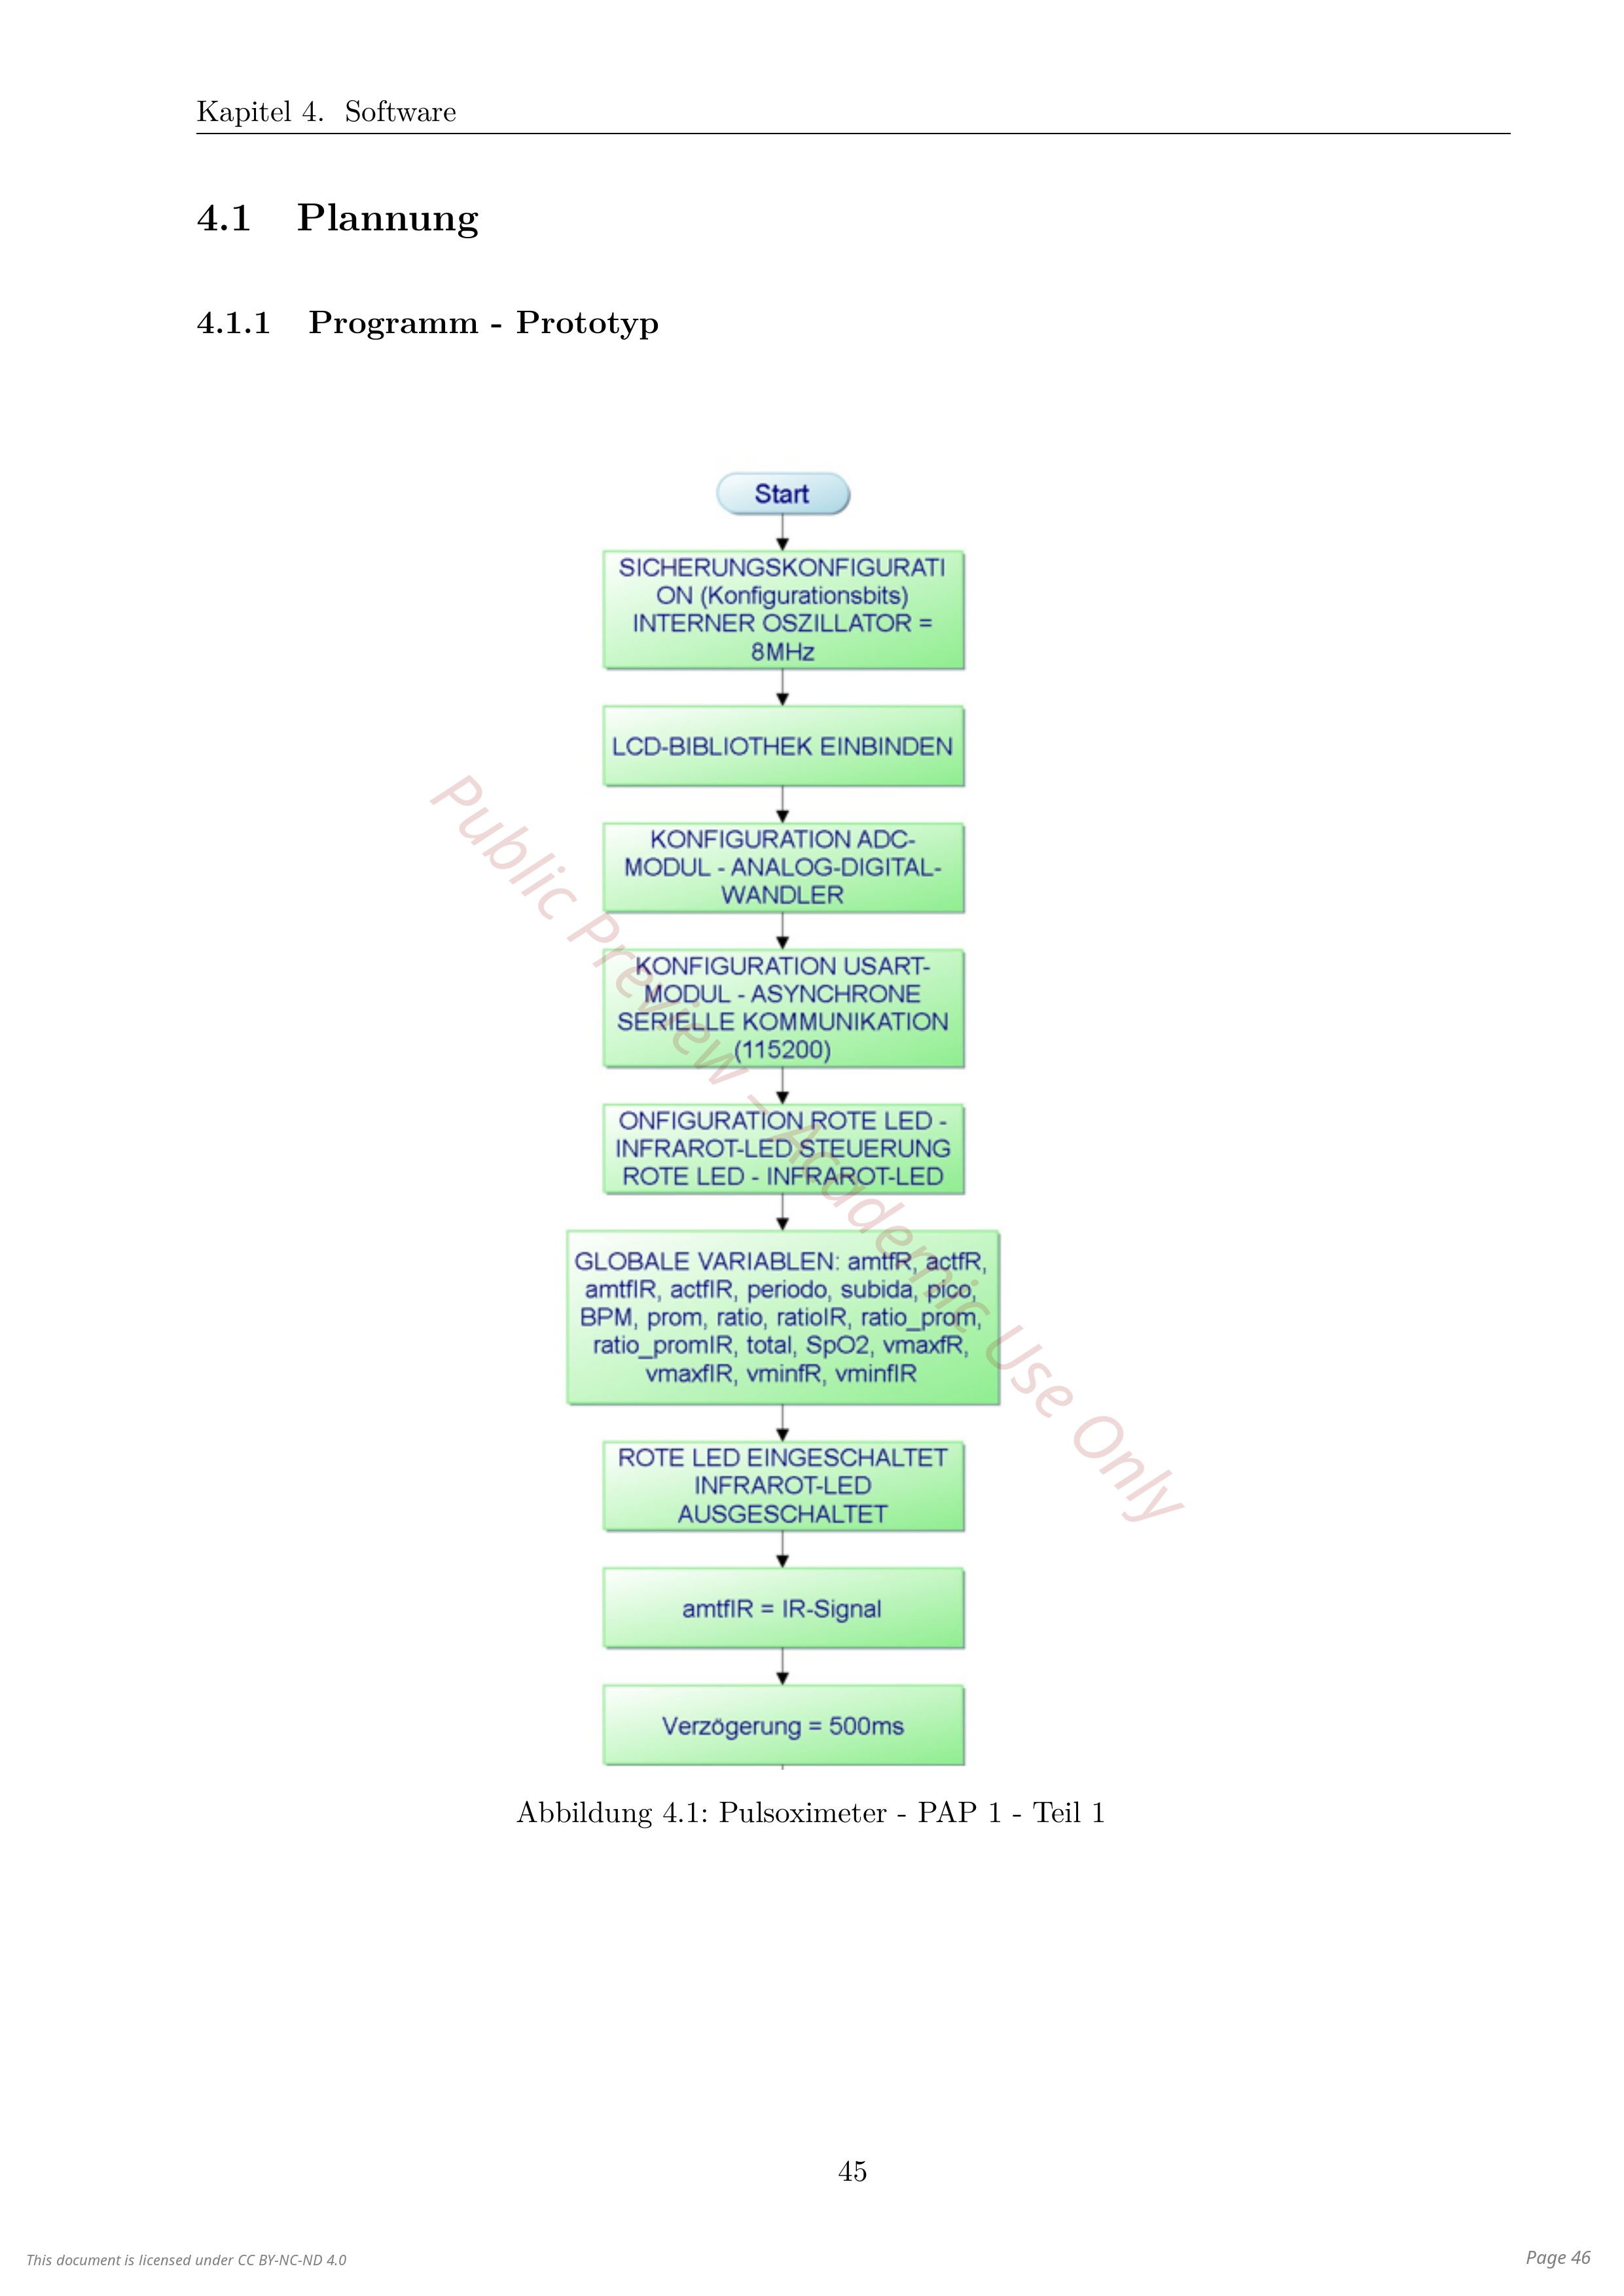 Kapitel 4. Software
4.1 Plannung
4.1.1 Programm - Prototyp
Start
SICHERUNGSKONFIGURATI
ON (Konfigurationsbits)
INTERNER OSZILLATOR =
8MHz
LCD-BIBLIOTHEK EINBINDEN
KONFIGURATION ADC-
MODUL - ANALOG-DIGITAL-
WANDLER
KONFIGURATION USART-
MODUL - ASYNCHRONE
SERIELLE KOMMUNIKATION
(115200)
ONFIGURATION ROTE LED -
INFRAROT-LED STEUERUNG
ROTE LED - INFRAROT-LED
GLOBALE VARIABLEN: amtfR, actfR,
amtfIR, actfIR, periodo, subida, pico,
BPM, prom, ratio, ratioIR, ratio_prom,
ratio_promIR, total, SpO2, vmaxfR,
vmaxfIR, vminfR, vminfIR
ROTE LED EINGESCHALTET
INFRAROT-LED
AUSGESCHALTET
amtfIR = IR-Signal
Verzögerung = 500ms
Abbildung 4.1: Pulsoximeter - PAP 1 - Teil 1
Public Preview – Academic Use Only
45
This document is licensed under CC BY-NC-ND 4.0
Page 46